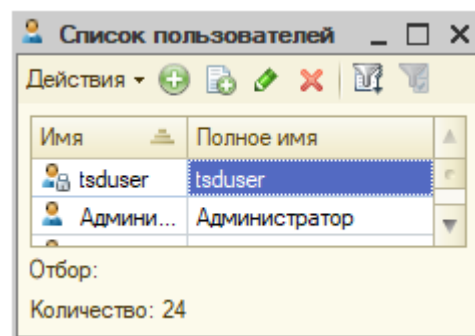 Список пользователей
Действия
Имя Полное имя
tsduser tsduser
Админи... Администратор
Отбор:
Количество: 24